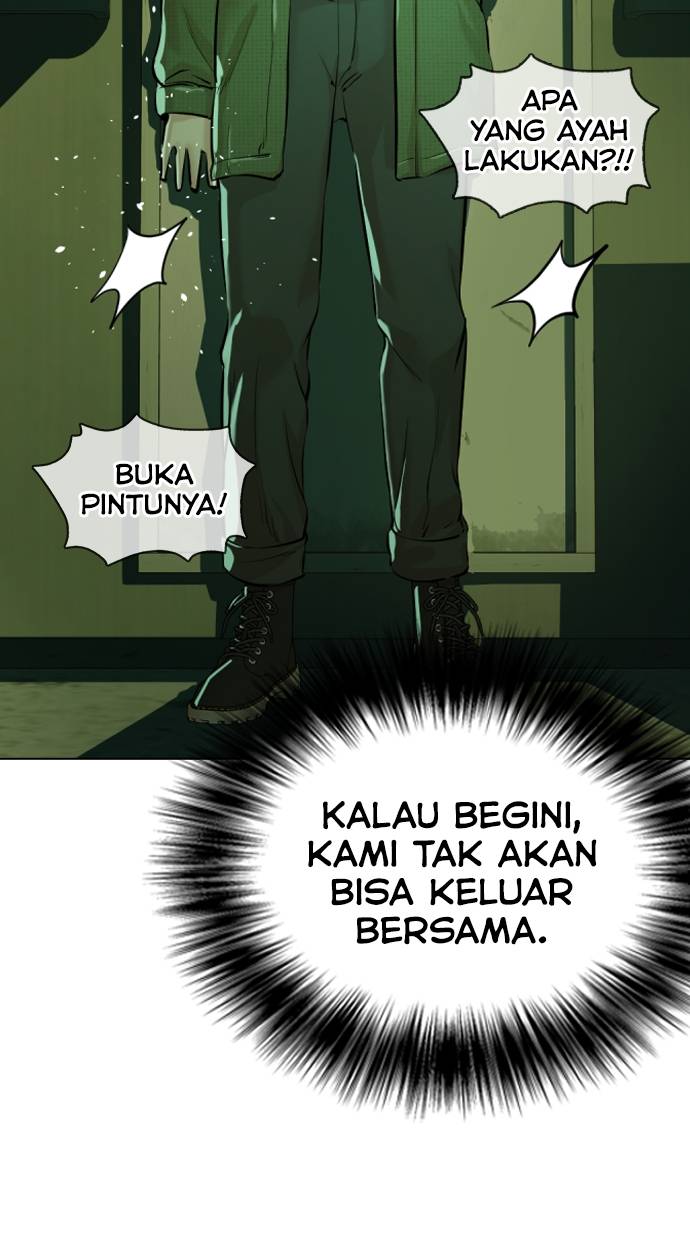 APA
YANG AYAH
LAKUKAN?!!
BUKA
PINTUNYA!
KALAU BEGINI,
KAMI TAK AKAN
BISA KELUAR
BERSAMA.